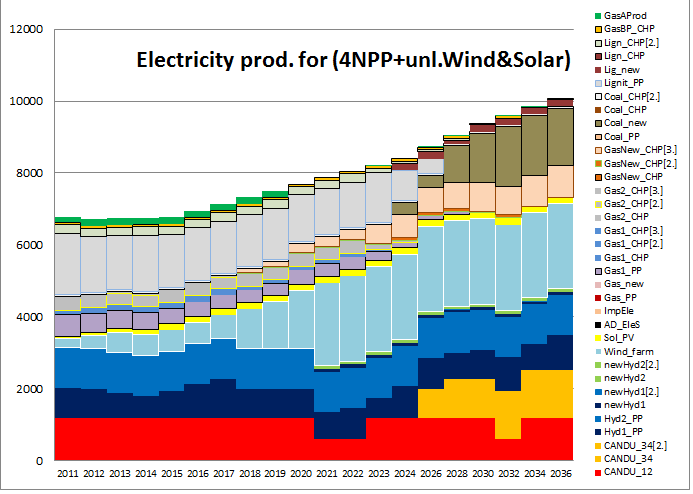 Electricity prod. for (4NPP+unl.Wind&Solar)
12000
10000
8000
6000
4000
2000
0
2011 2012 2013 2014 2015 2016 2017 2018 2019 2020 2021 2022 2023 2024 2026 2028 2030 2032 2034 2036
GasAProd
GasBP_CHP
Lign_CHP[2.]
Lign_CHP
Lig_new
Lignit_PP
Coal_CHP[2.]
Coal_CHP
Coal_new
Coal_PP
GasNew_CHP[3.]
GasNew_CHP[2.]
GasNew_CHP
Gas2_CHP[3.]
Gas2_CHP[2.]
Gas2_CHP
Gas1_CHP[3.]
Gas1_CHP[2.]
Gas1_PP
Gas_new
Gas_PP
ImpEle
AD_EleS
Sol_PV
Wind_farm
newHyd2[2.]
newHyd2
newHyd1[2.]
newHyd1
Hyd2_PP
Hyd1_PP
CANDU_34[2.]
CANDU_34
CANDU_12